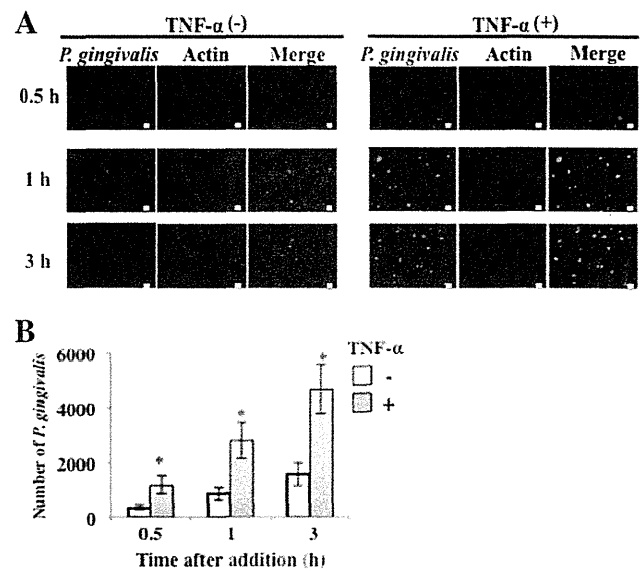 A
TNF-α (-) TNF-α (+)
P. gingivalis Actin Merge P. gingivalis Actin Merge
0.5 h
1 h
3 h
B
Number of P. gingivalis
6000
4000
2000
0
* * *
0.5 1 3
Time after addition (h)
TNF-α
-
+